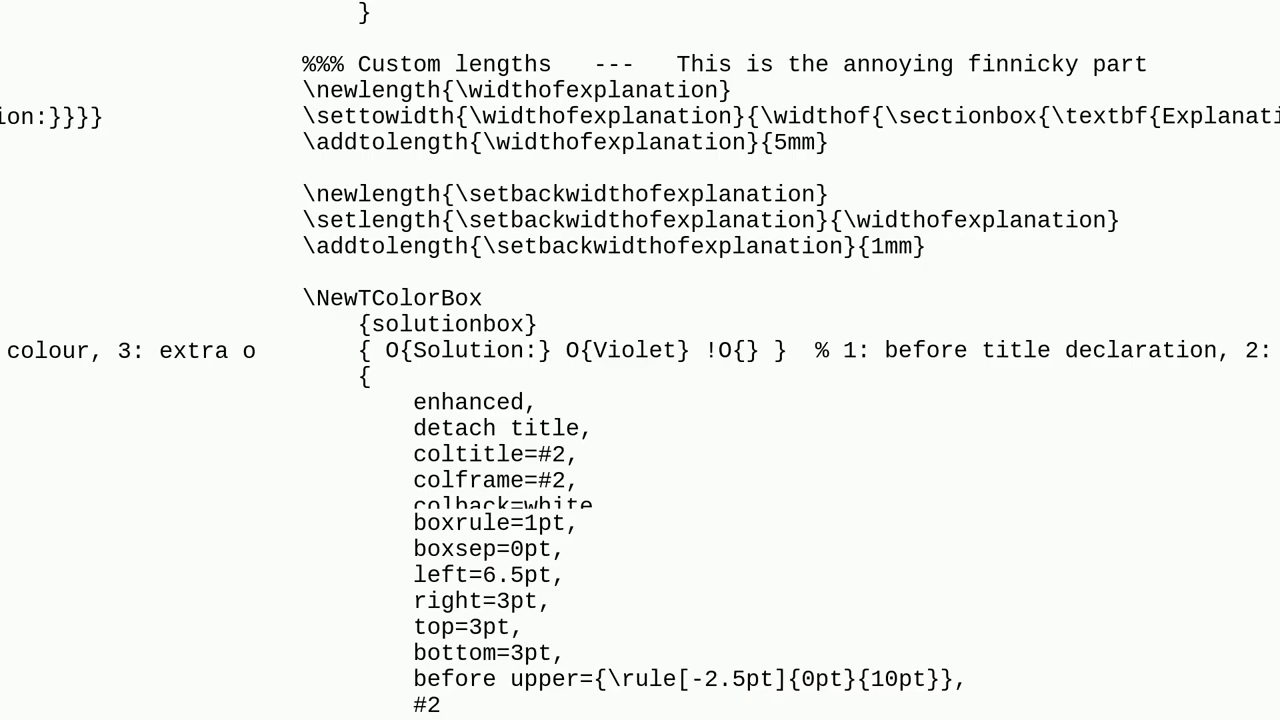 }
%%% Custom lengths   ---   This is the annoying finnicky part
\newlength{\widthofexplanation}
ion:}}}} \settowidth{\widthofexplanation}{\widthof{\sectionbox{\textbf{Explanati
\addtolength{\widthofexplanation}{5mm}
\newlength{\setbackwidthofexplanation}
\setlength{\setbackwidthofexplanation}{\widthofexplanation}
\addtolength{\setbackwidthofexplanation}{1mm}
\NewTColorBox
{solutionbox}
colour, 3: extra o { O{Solution:} O{Violet} !O{} }  % 1: before title declaration, 2:
{
enhanced,
detach title,
coltitle=#2,
colframe=#2,
colback=white
boxrule=1pt,
boxsep=0pt,
left=6.5pt,
right=3pt,
top=3pt,
bottom=3pt,
before upper={\rule[-2.5pt]{0pt}{10pt}},
#2